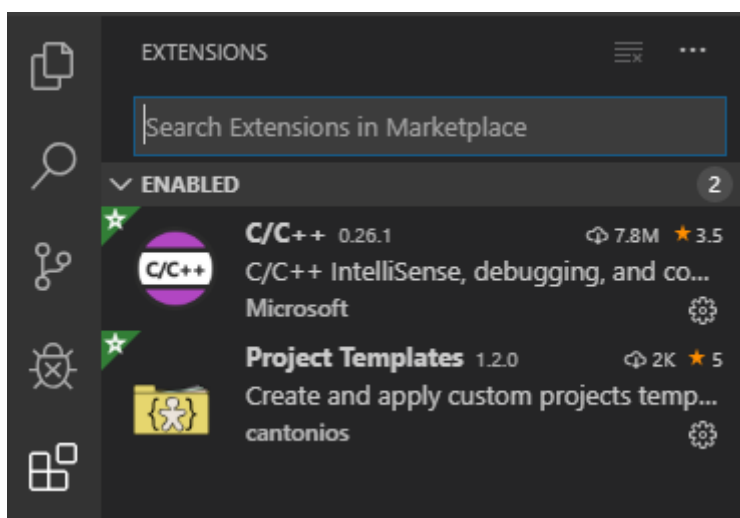 EXTENSIONS
Search Extensions in Marketplace
ENABLED 2
C/C++ 0.26.1 7.8M 3.5
C/C++
C/C++ IntelliSense, debugging, and co...
Microsoft
Project Templates 1.2.0 2K 5
Create and apply custom projects temp...
cantonios